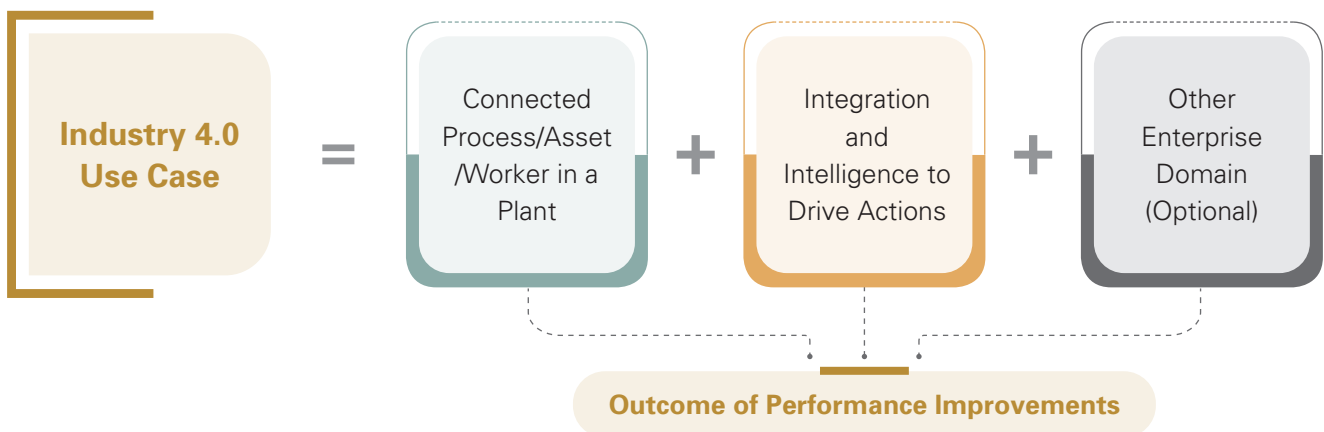 Industry 4.0
Use Case
=
Connected
Process/Asset
/Worker in a
Plant
+
Integration
and
Intelligence to
Drive Actions
+
Other
Enterprise
Domain
(Optional)
Outcome of Performance Improvements